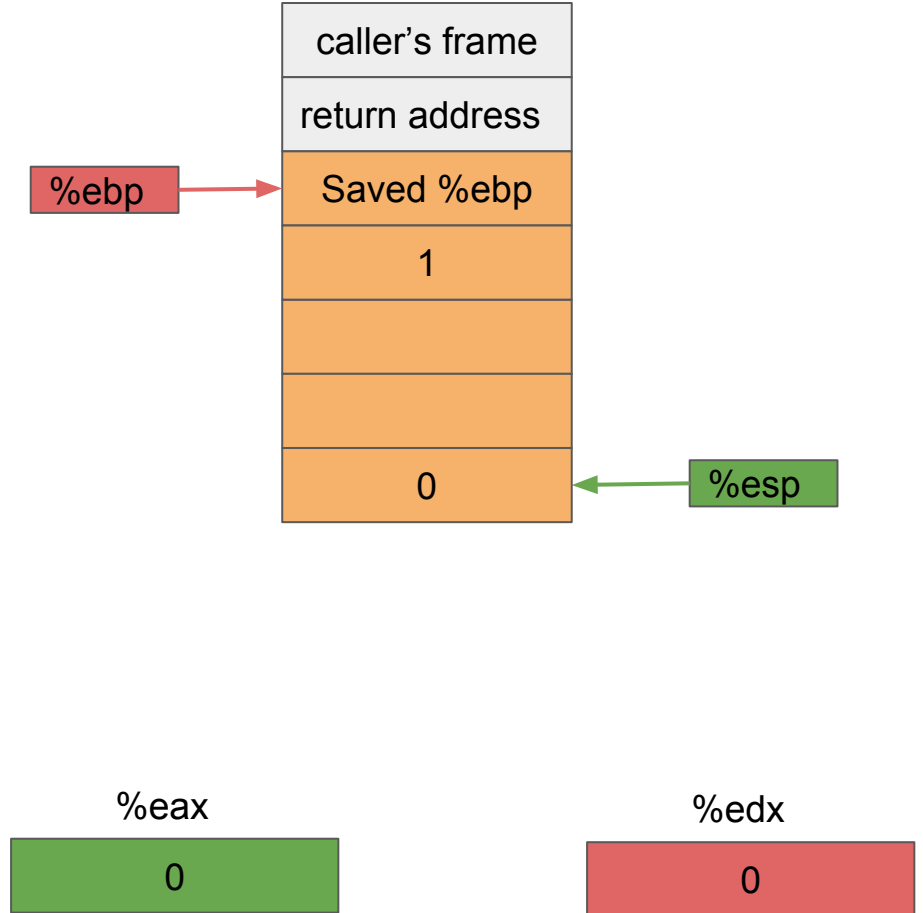 caller’s frame
return address
%ebp
Saved %ebp
1
0
%esp
%eax
%edx
0
0